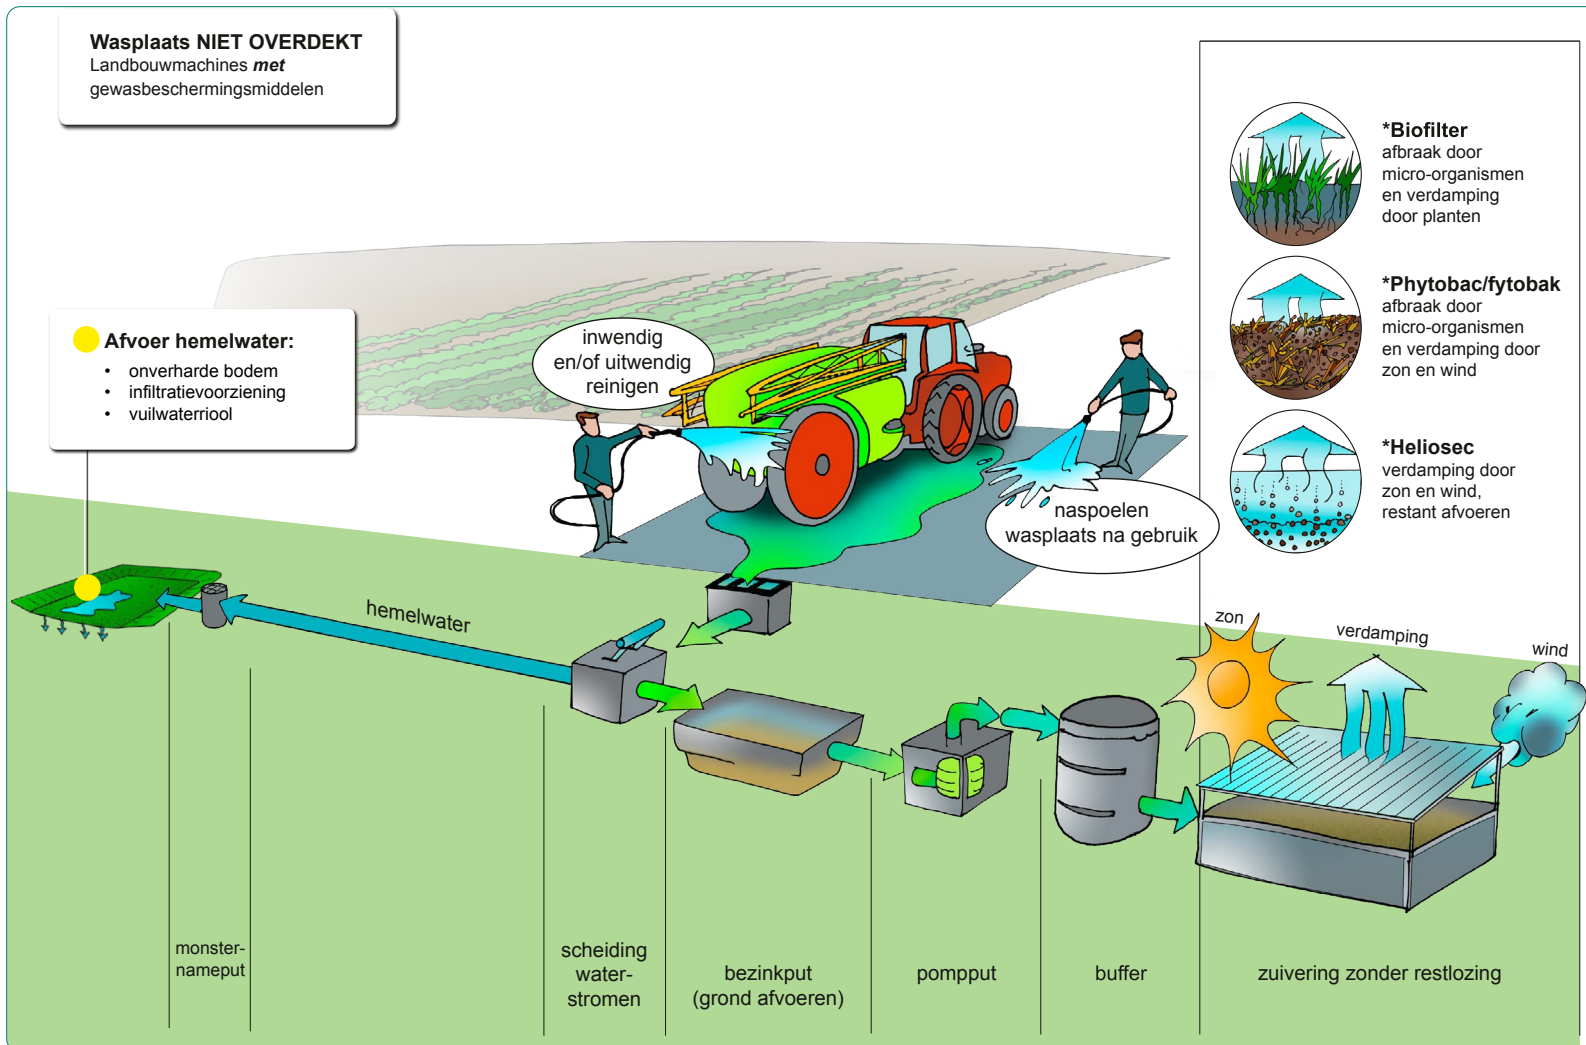 Wasplaats NIET OVERDEKT
Landbouwmachines met
gewasbeschermingsmiddelen
*Biofilter
afbraak door
micro-organismen
en verdamping
door planten
*Phytobac/fytobak
afbraak door
micro-organismen
en verdamping door
zon en wind
*Heliosec
verdamping door
zon en wind,
restant afvoeren
Afvoer hemelwater:
• onverharde bodem
• infiltratievoorziening
• vuilwaterriool
inwendig
en/of uitwendig
reinigen
naspoelen
wasplaats na gebruik
hemelwater
zon
verdamping
wind
monster-
nameput
scheiding
water-
stromen
bezinkput
(grond afvoeren)
pompput
buffer
zuivering zonder restlozing